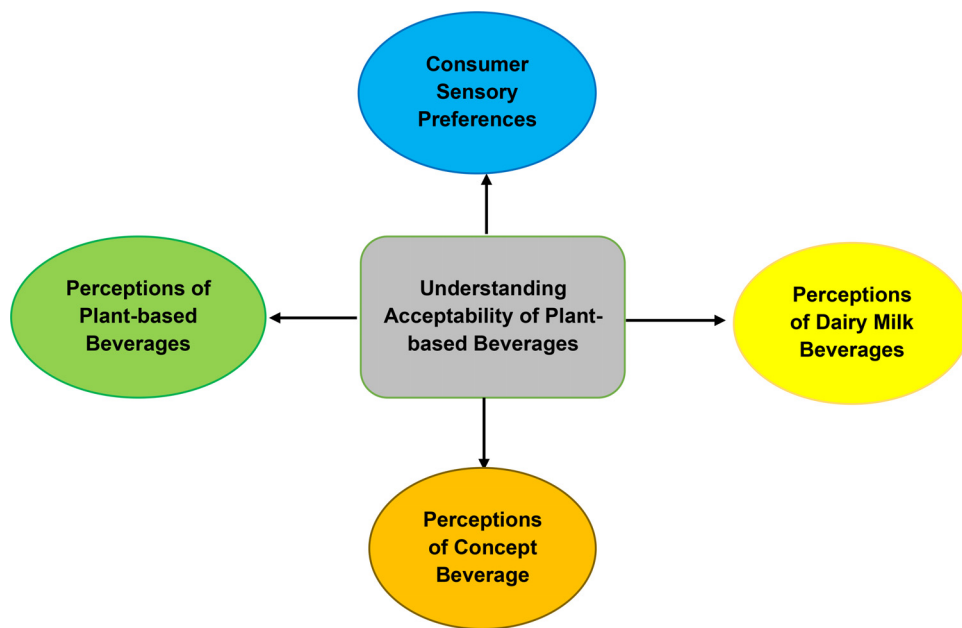 Consumer
Sensory
Preferences
Perceptions of
Plant-based
Beverages
Understanding
Acceptability of Plant-
based Beverages
Perceptions
of Dairy Milk
Beverages
Perceptions
of Concept
Beverage